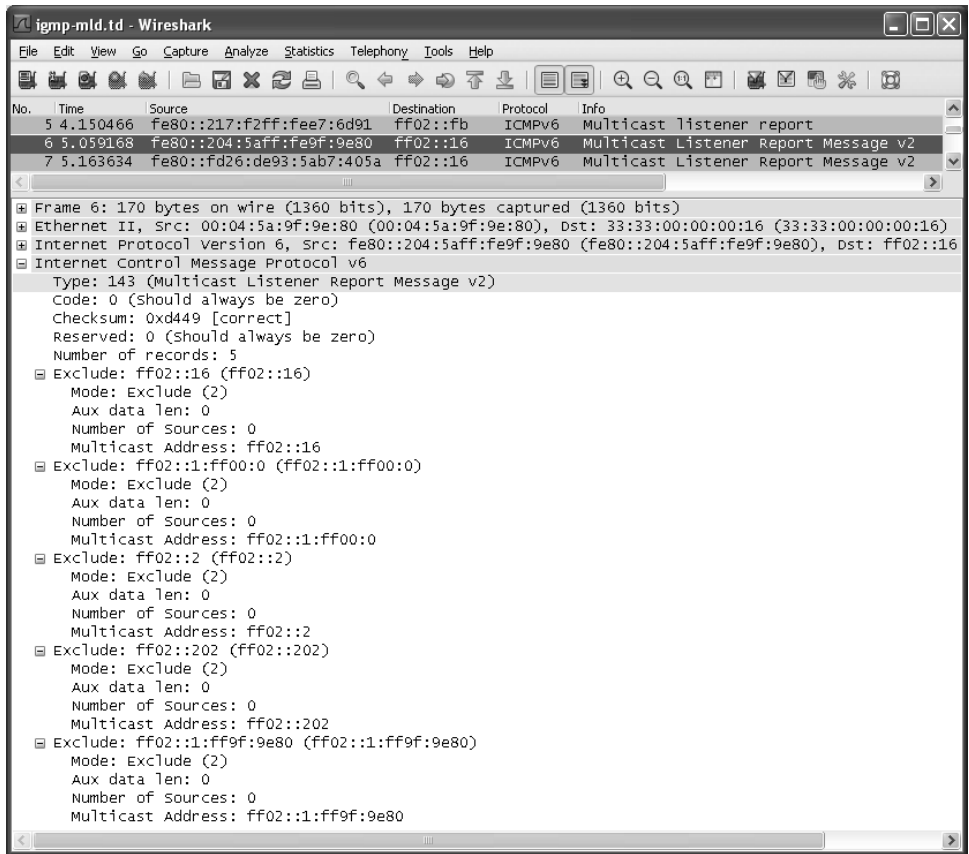 igmp-mld.td - Wireshark
File Edit View Go Capture Analyze Statistics Telephony Tools Help
No. Time Source Destination Protocol Info
5 4.150466 fe80::217:f2ff:fee7:6d91 ff02::fb ICMPv6 Multicast listener report
6 5.059168 fe80::204:5aff:fe9f:9e80 ff02::16 ICMPv6 Multicast Listener Report Message v2
7 5.163634 fe80::fd26:de93:5ab7:405a ff02::16 ICMPv6 Multicast Listener Report Message v2
Frame 6: 170 bytes on wire (1360 bits), 170 bytes captured (1360 bits)
Ethernet II, Src: 00:04:5a:9f:9e:80 (00:04:5a:9f:9e:80), Dst: 33:33:00:00:00:16 (33:33:00:00:00:16)
Internet Protocol Version 6, Src: fe80::204:5aff:fe9f:9e80 (fe80::204:5aff:fe9f:9e80), Dst: ff02::16
Internet Control Message Protocol v6
Type: 143 (Multicast Listener Report Message v2)
Code: 0 (Should always be zero)
Checksum: 0xd449 [correct]
Reserved: 0 (Should always be zero)
Number of records: 5
Exclude: ff02::16 (ff02::16)
Mode: Exclude (2)
Aux data len: 0
Number of Sources: 0
Multicast Address: ff02::16
Exclude: ff02::1:ff00:0 (ff02::1:ff00:0)
Mode: Exclude (2)
Aux data len: 0
Number of Sources: 0
Multicast Address: ff02::1:ff00:0
Exclude: ff02::2 (ff02::2)
Mode: Exclude (2)
Aux data len: 0
Number of Sources: 0
Multicast Address: ff02::2
Exclude: ff02::202 (ff02::202)
Mode: Exclude (2)
Aux data len: 0
Number of Sources: 0
Multicast Address: ff02::202
Exclude: ff02::1:ff9f:9e80 (ff02::1:ff9f:9e80)
Mode: Exclude (2)
Aux data len: 0
Number of Sources: 0
Multicast Address: ff02::1:ff9f:9e80